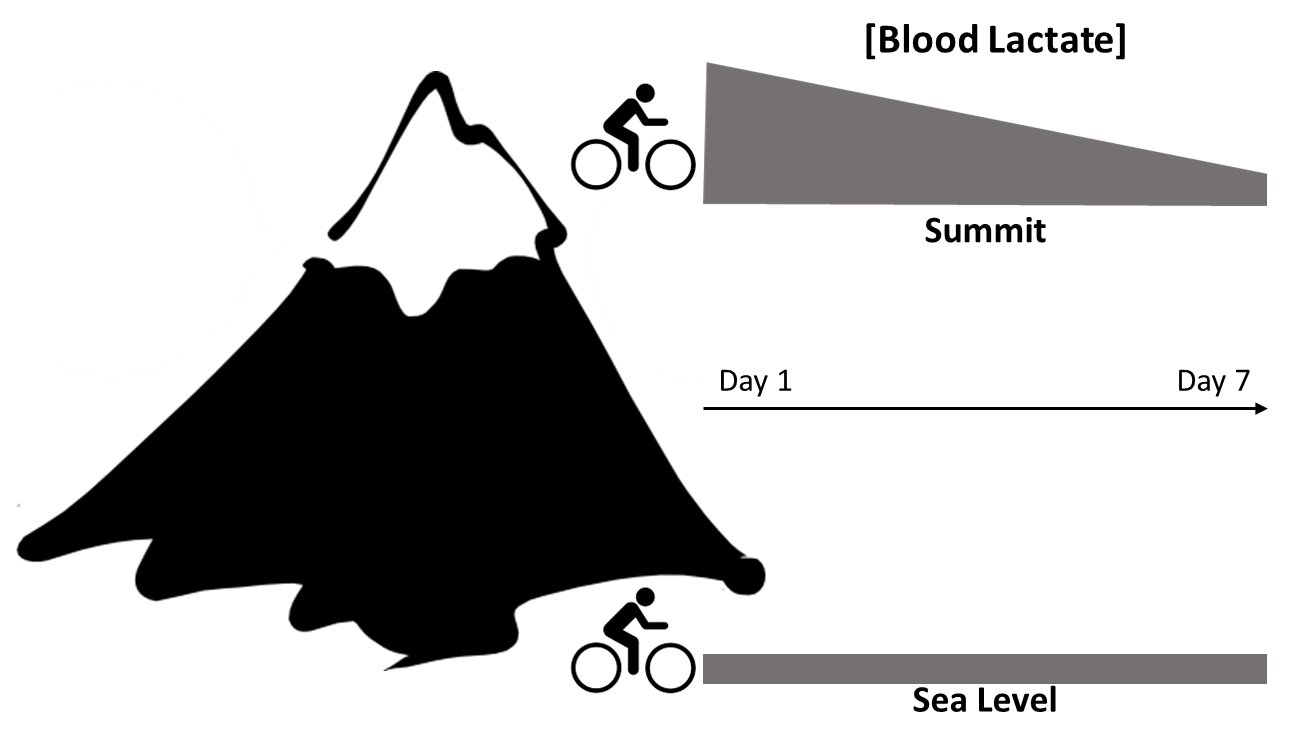 [Blood Lactate]
Summit
Day 1
Day 7
Sea Level